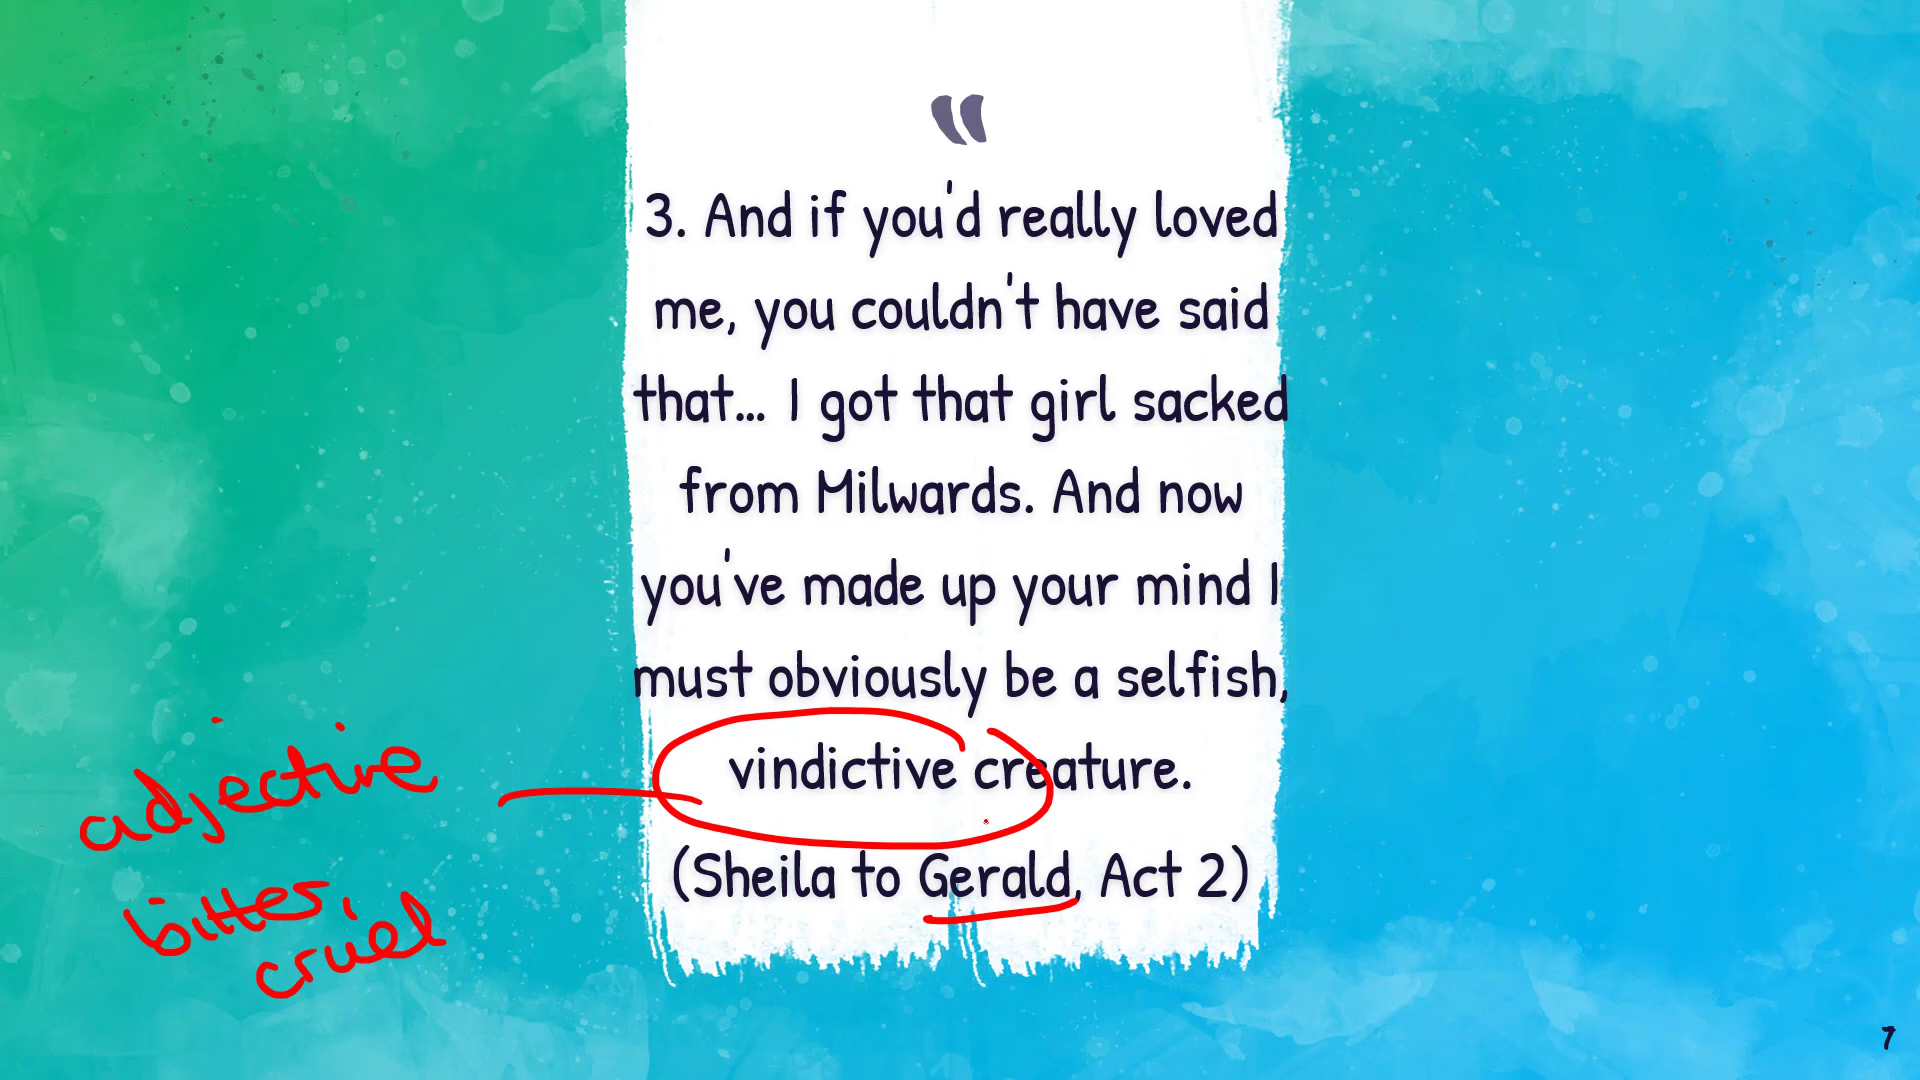 “
3. And if you'd really loved
me, you couldn't have said
that... I got that girl sacked
from Milwards. And now
you've made up your mind I
must obviously be a selfish,
vindictive creature.
(Sheila to Gerald, Act 2)
adjective
bitter,
cruel
7